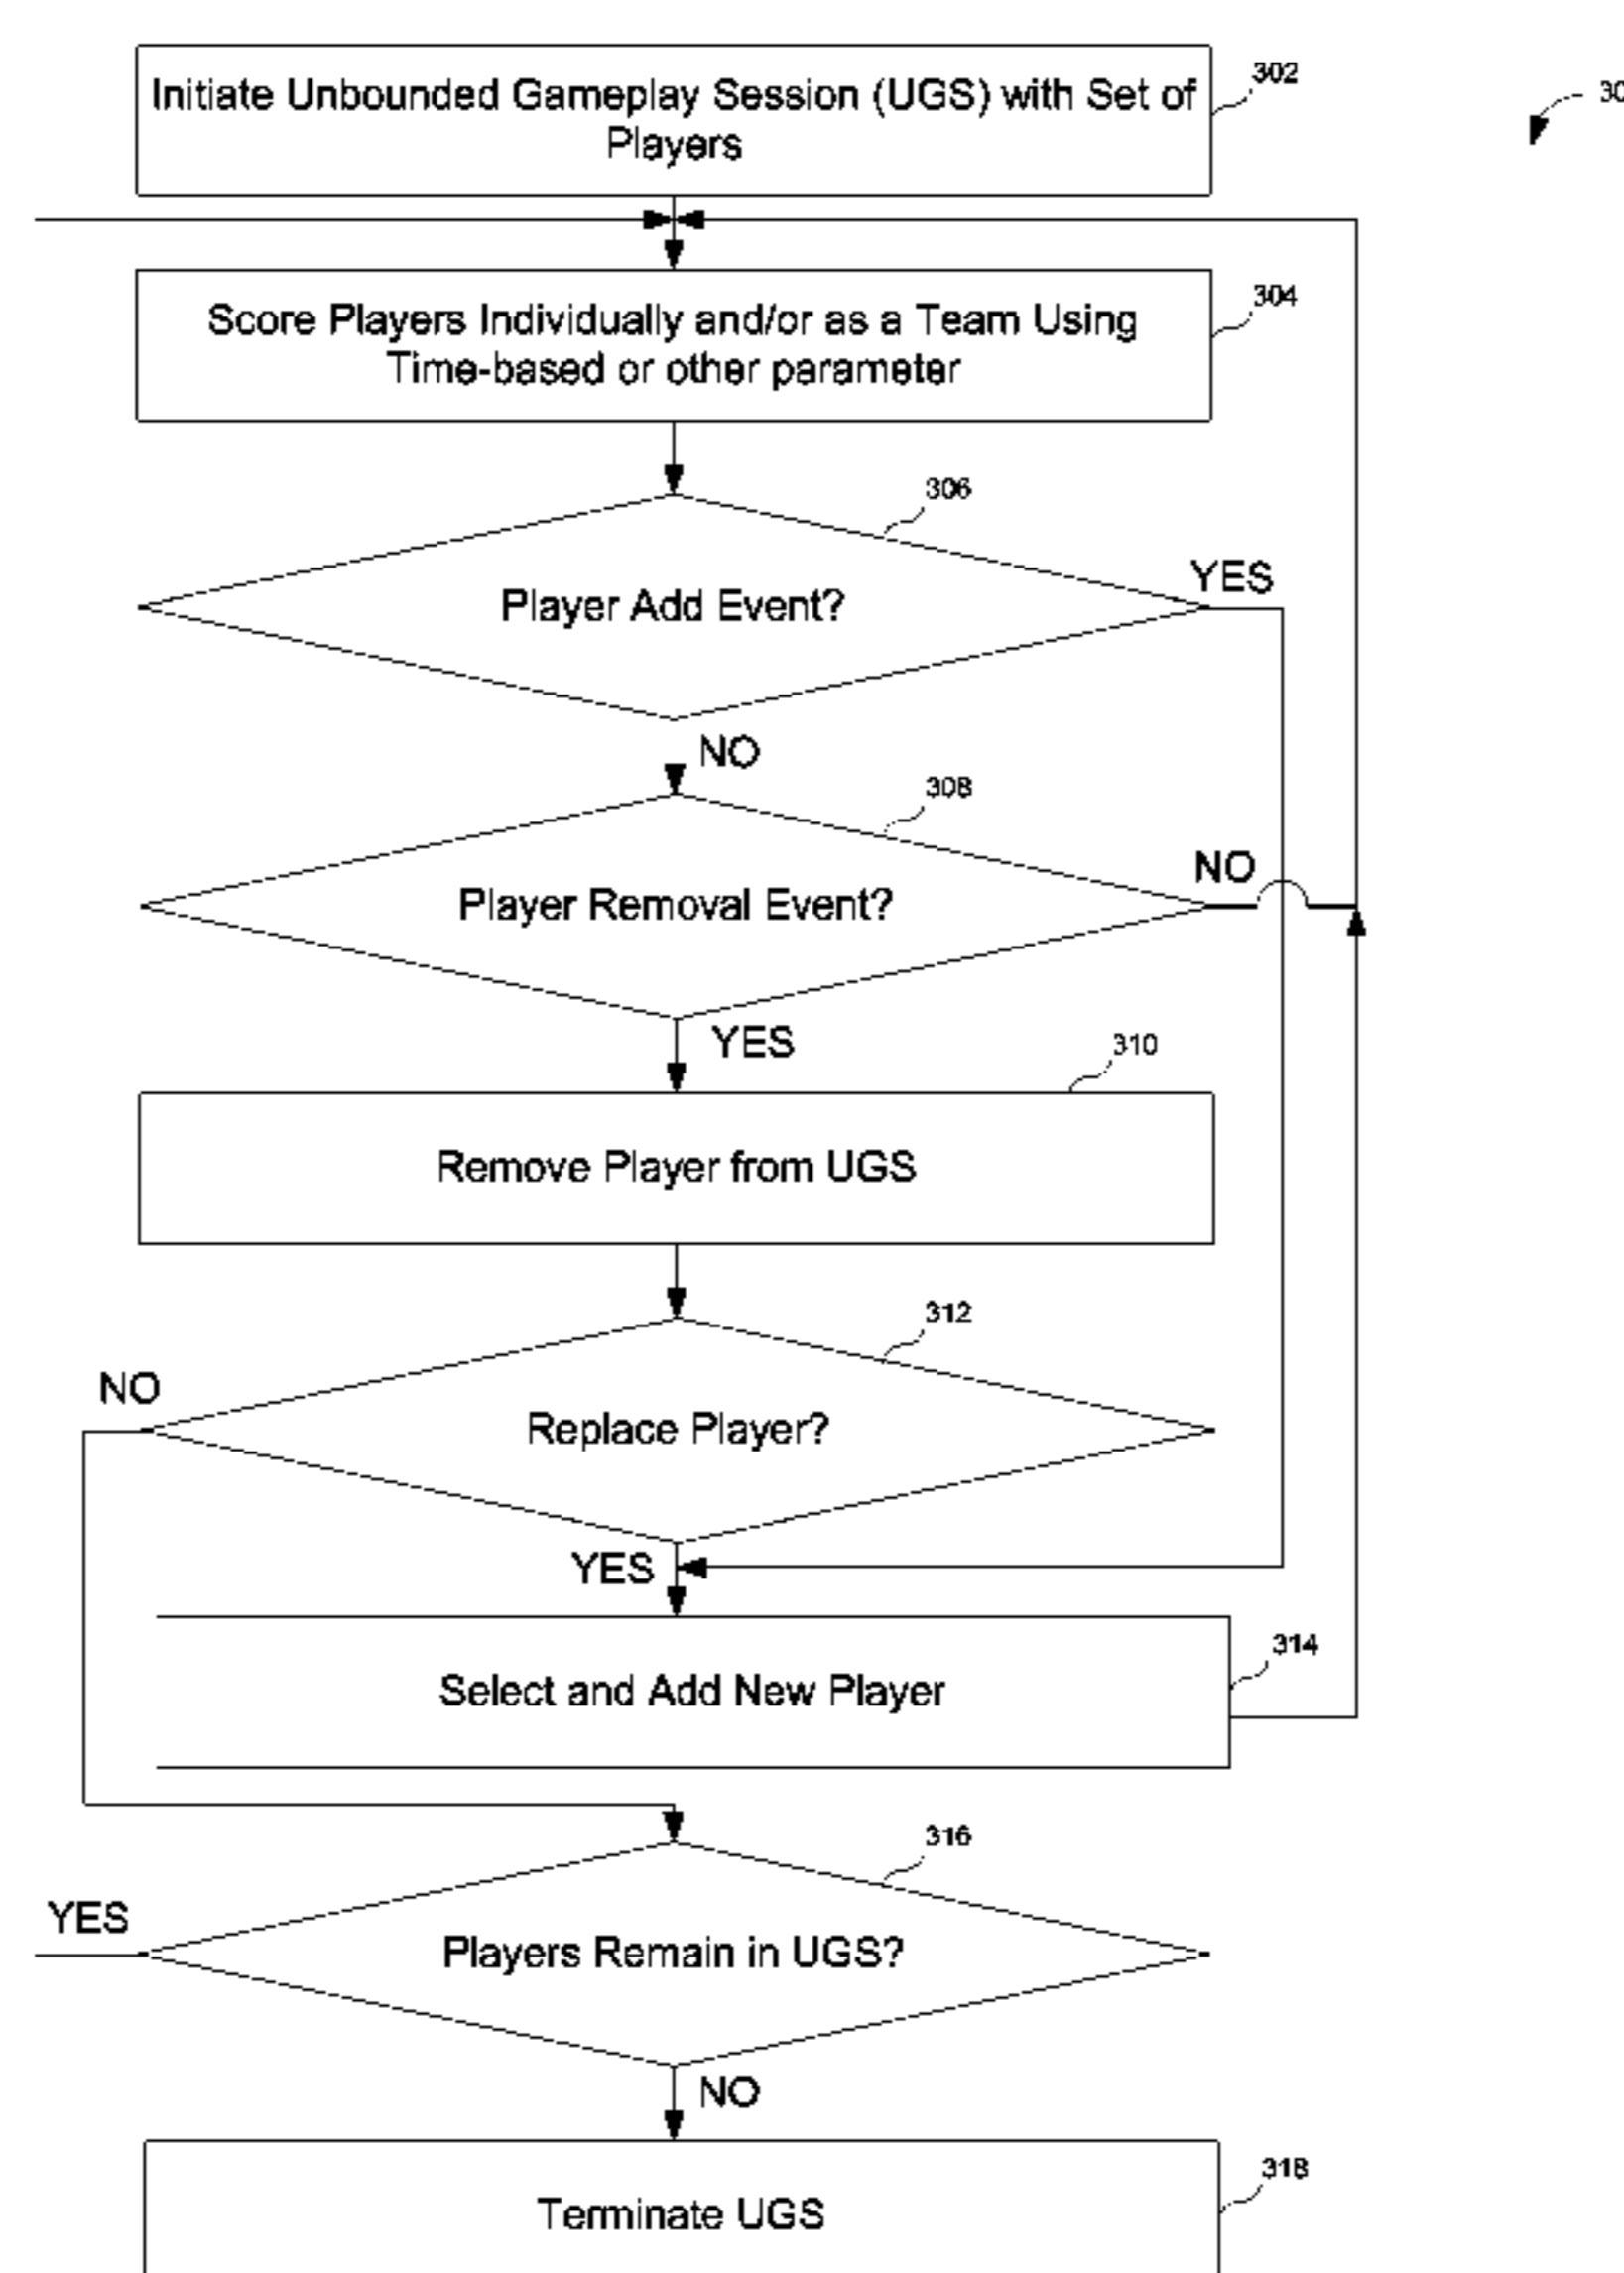 302
30
Initiate Unbounded Gameplay Session (UGS) with Set of
Players
304
Score Players Individually and/or as a Team Using
Time-based or other parameter
306
YES
Player Add Event?
NO
308
NO
Player Removal Event?
YES
310
Remove Player from UGS
312
NO
Replace Player?
YES
314
Select and Add New Player
316
YES
Players Remain in UGS?
NO
318
Terminate UGS